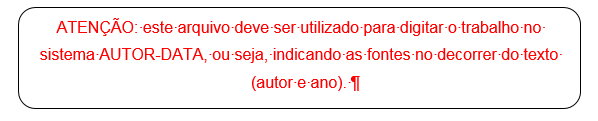 ATENÇÃO: este arquivo deve ser utilizado para digitar o trabalho no
sistema AUTOR-DATA, ou seja, indicando as fontes no decorrer do texto
(autor e ano). ¶